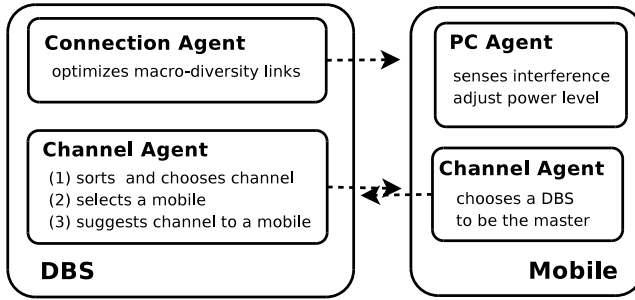 Connection Agent
optimizes macro-diversity links
Channel Agent
(1) sorts and chooses channel
(2) selects a mobile
(3) suggests channel to a mobile
DBS
PC Agent
senses interference
adjust power level
Channel Agent
chooses a DBS
to be the master
Mobile